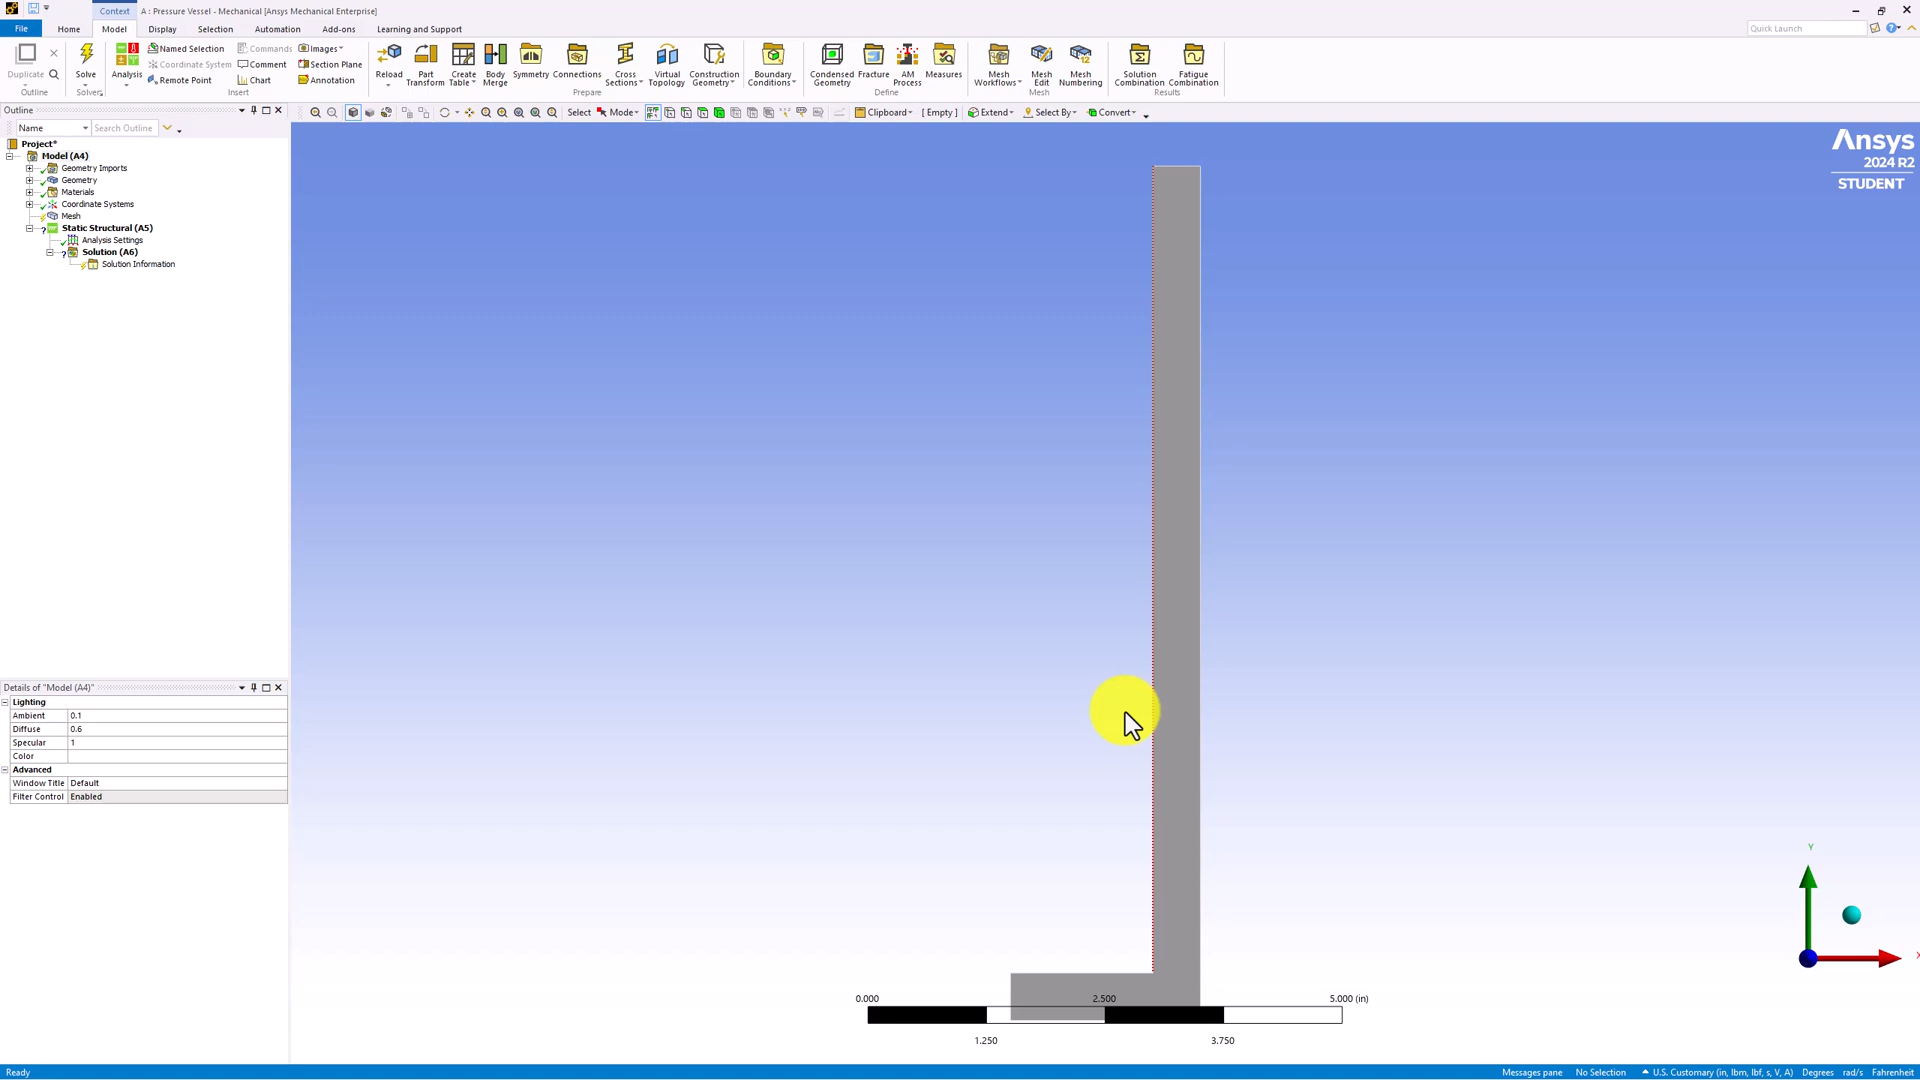 Context
A : Pressure Vessel - Mechanical [Ansys Mechanical Enterprise]
File
Home
Model
Display
Selection
Automation
Add-ons
Learning and Support
Quick Launch
Duplicate
Outline
Solve
Solver
Analysis
Named Selection
Coordinate System
Remote Point
Commands
Comment
Chart
Images
Section Plane
Annotation
Insert
Reload
Part Transform
Create Table
Body Merge
Symmetry
Connections
Cross Sections
Virtual Topology
Construction Geometry
Boundary Conditions
Prepare
Condensed Geometry
Fracture
AM Process
Measures
Define
Mesh Workflows
Mesh Edit
Mesh Numbering
Mesh
Solution Combination
Fatigue Combination
Results
Outline
Select
Mode
Clipboard
[ Empty ]
Extend
Select By
Convert
Name
Search Outline
Project*
Model (A4)
Geometry Imports
Geometry
Materials
Coordinate Systems
Mesh
Static Structural (A5)
Analysis Settings
Solution (A6)
Solution Information
Ansys
2024 R2
STUDENT
Details of "Model (A4)"
Lighting
Ambient 0.1
Diffuse 0.6
Specular 1
Color
Advanced
Window Title Default
Filter Control Enabled
Y
X
0.000 2.500 5.000 (in)
1.250 3.750
Ready
Messages pane
No Selection
U.S. Customary (in, lbm, lbf, s, V, A)
Degrees
rad/s
Fahrenheit